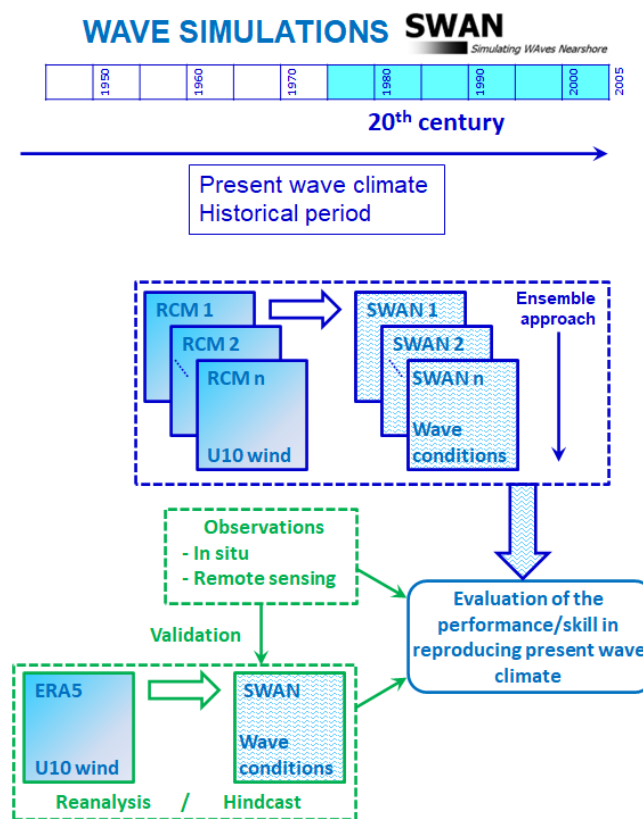 WAVE SIMULATIONS SWAN
Simulating WAves Nearshore
1950 1960 1970 1980 1990 2000 2005
20th century
Present wave climate
Historical period
RCM 1
RCM 2
RCM n
U10 wind
SWAN 1
SWAN 2
SWAN n
Wave
conditions
Ensemble
approach
Observations
- In situ
- Remote sensing
Validation
Evaluation of the
performance/skill in
reproducing present wave
climate
ERA5
U10 wind
SWAN
Wave
conditions
Reanalysis / Hindcast